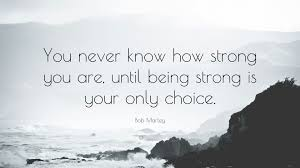 You never know how strong
you are, until being strong is
your only choice.
Bob Marley